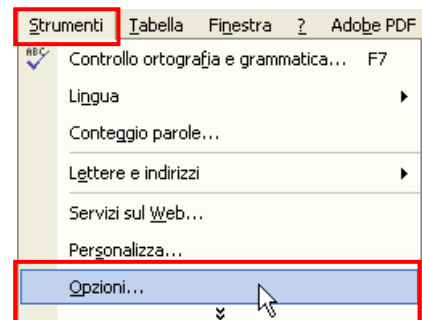 Strumenti Tabella Finestra ? Adobe PDF
ABC Controllo ortografia e grammatica... F7
Lingua
Conteggio parole...
Lettere e indirizzi
Servizi sul Web...
Personalizza...
Opzioni...